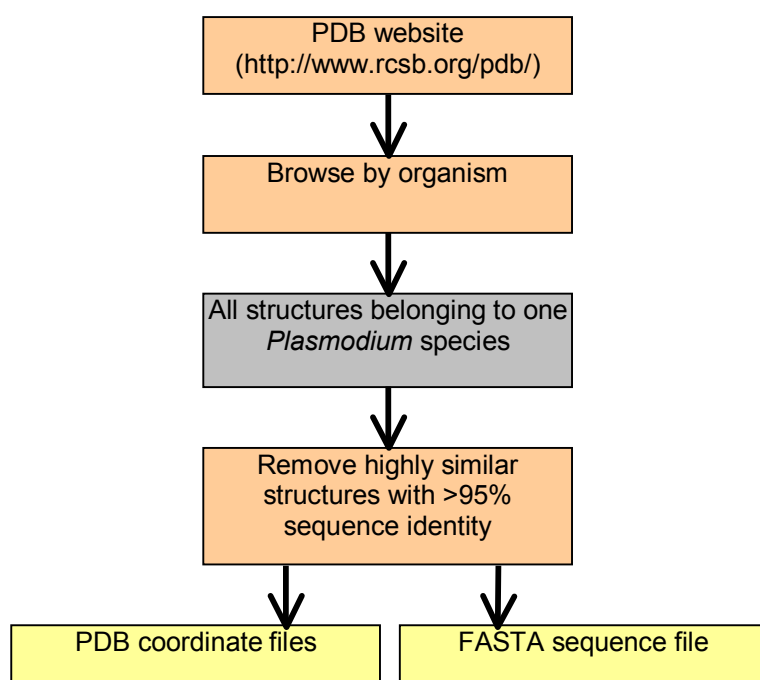 PDB website
(http://www.rcsb.org/pdb/)
Browse by organism
All structures belonging to one
Plasmodium species
Remove highly similar
structures with >95%
sequence identity
PDB coordinate files
FASTA sequence file